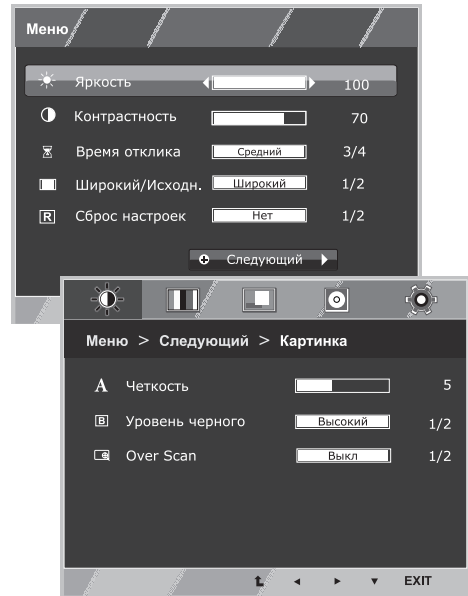 Меню
Яркость 100
Контрастность 70
Время отклика Средний 3/4
Широкий/Исходн. Широкий 1/2
R Сброс настроек Нет 1/2
Следующий
Меню > Следующий > Картинка
A Четкость 5
B Уровень черного Высокий 1/2
Over Scan Выкл 1/2
EXIT